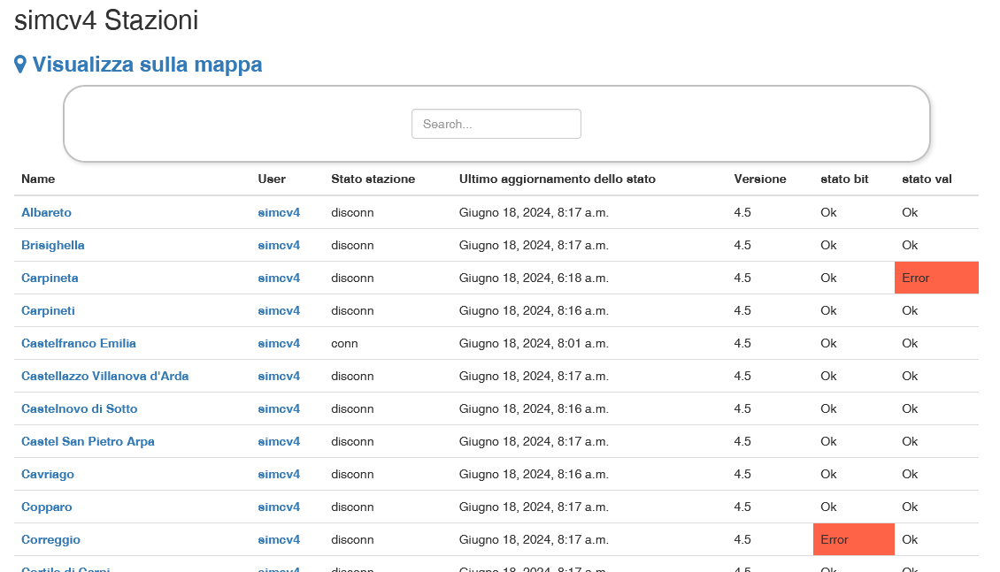 simcv4 Stazioni
Visualizza sulla mappa
Search...
Name User Stato stazione Ultimo aggiornamento dello stato Versione stato bit stato val
Albareto simcv4 disconn Giugno 18, 2024, 8:17 a.m. 4.5 Ok Ok
Brisighella simcv4 disconn Giugno 18, 2024, 8:17 a.m. 4.5 Ok Ok
Carpineta simcv4 disconn Giugno 18, 2024, 6:18 a.m. 4.5 Ok Error
Carpineti simcv4 disconn Giugno 18, 2024, 8:16 a.m. 4.5 Ok Ok
Castelfranco Emilia simcv4 conn Giugno 18, 2024, 8:01 a.m. 4.5 Ok Ok
Castellazzo Villanova d'Arda simcv4 disconn Giugno 18, 2024, 8:17 a.m. 4.5 Ok Ok
Castelnovo di Sotto simcv4 disconn Giugno 18, 2024, 8:16 a.m. 4.5 Ok Ok
Castel San Pietro Arpa simcv4 disconn Giugno 18, 2024, 8:17 a.m. 4.5 Ok Ok
Cavriago simcv4 disconn Giugno 18, 2024, 8:16 a.m. 4.5 Ok Ok
Copparo simcv4 disconn Giugno 18, 2024, 8:17 a.m. 4.5 Ok Ok
Correggio simcv4 disconn Giugno 18, 2024, 8:17 a.m. 4.5 Error Ok
Cortile di Carpi simcv4 disconn Giugno 18, 2024, 8:17 a.m. 4.5 Ok Ok